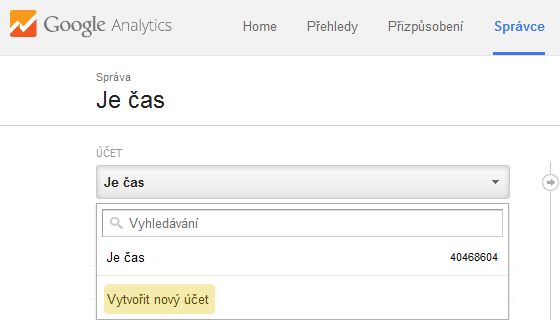 Google Analytics Home Přehledy Přizpůsobení Správce
Správa
Je čas
ÚČET
Je čas
Vyhledávání
Je čas 40468604
Vytvořit nový účet